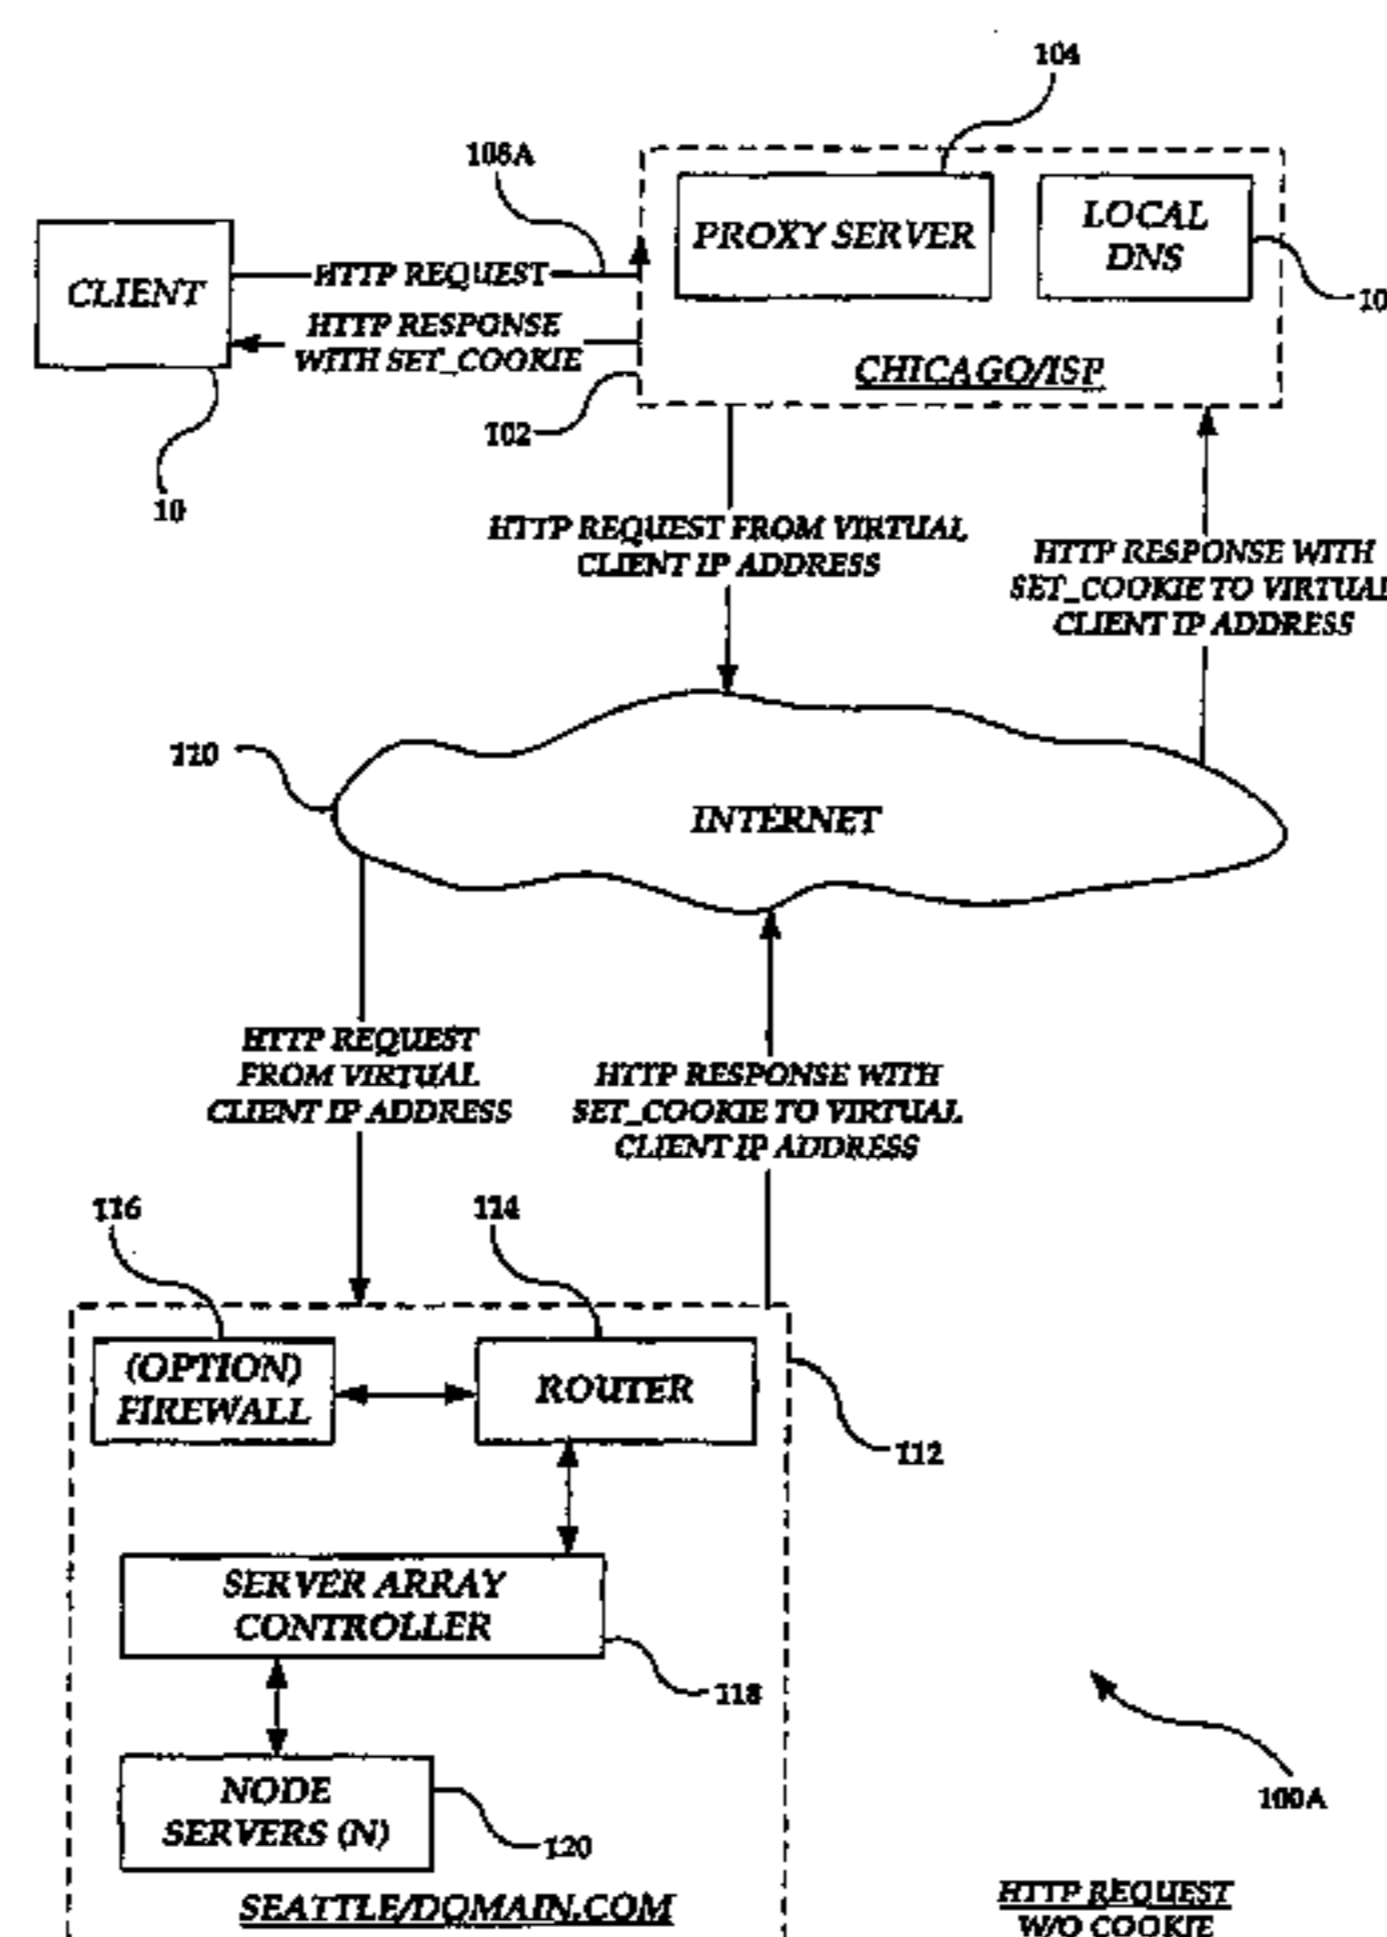 104
106A
PROXY SERVER
LOCAL
DNS
CLIENT
HTTP REQUEST
10
HTTP RESPONSE
WITH SET_COOKIE
CHICAGO/ISP
102
10
HTTP REQUEST FROM VIRTUAL
CLIENT IP ADDRESS
HTTP RESPONSE WITH
SET_COOKIE TO VIRTUAL
CLIENT IP ADDRESS
110
INTERNET
HTTP REQUEST
FROM VIRTUAL
CLIENT IP ADDRESS
HTTP RESPONSE WITH
SET_COOKIE TO VIRTUAL
CLIENT IP ADDRESS
116
114
(OPTION)
FIREWALL
ROUTER
112
SERVER ARRAY
CONTROLLER
118
NODE
SERVERS (N)
120
100A
SEATTLE/DOMAIN.COM
HTTP REQUEST
W/O COOKIE